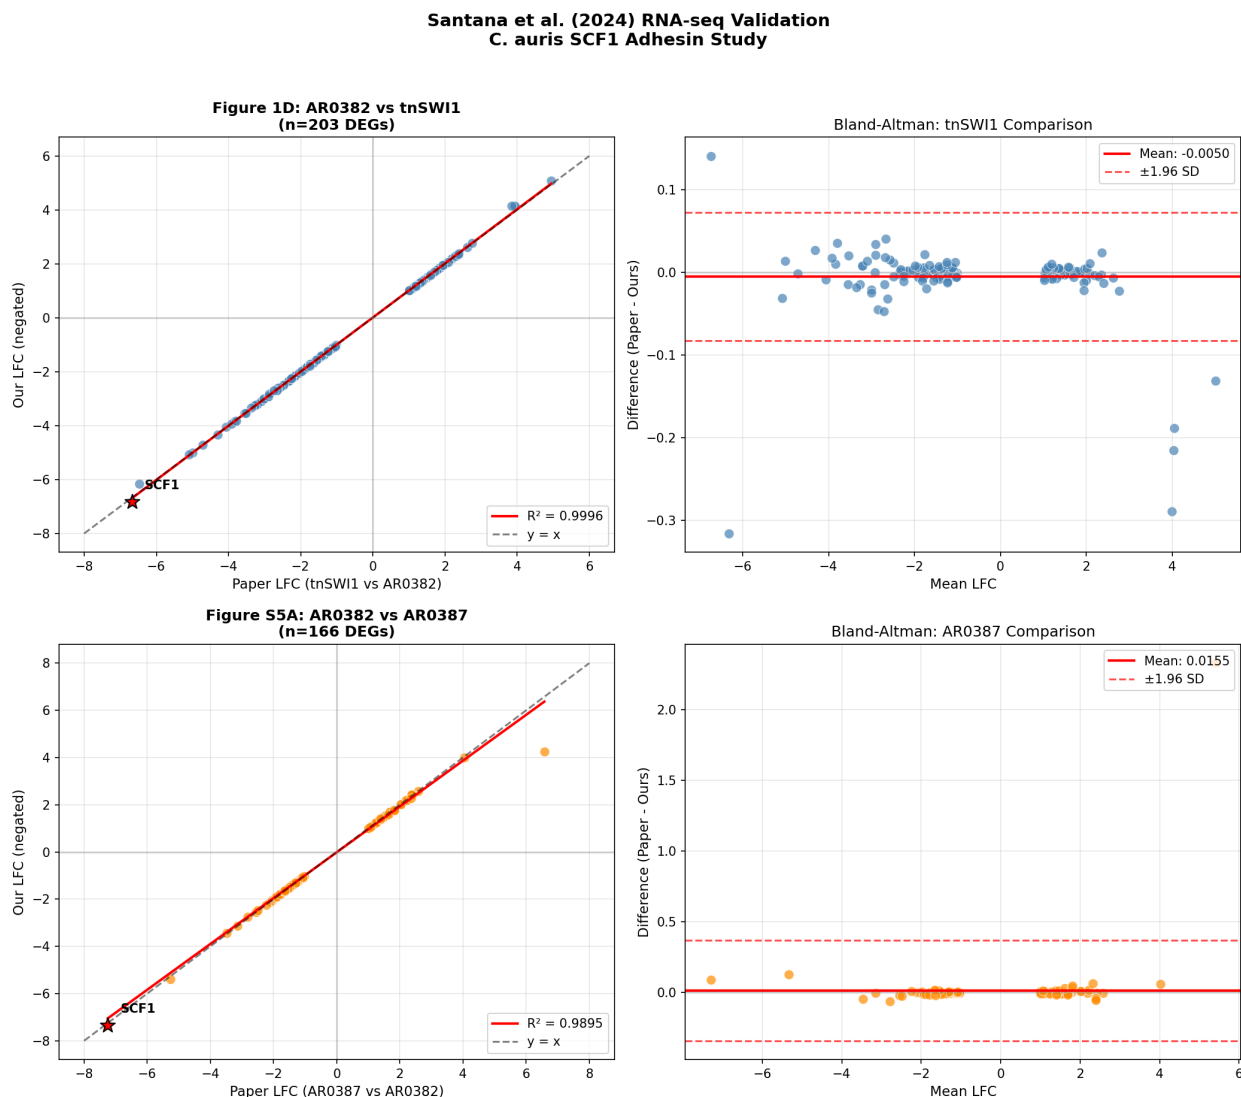 Santana et al. (2024) RNA-seq Validation
C. auris SCF1 Adhesin Study
Figure 1D: AR0382 vs tnSWI1
(n=203 DEGs)
Our LFC (negated)
6
4
2
0
−2
−4
−6
−8
SCF1
R² = 0.9996
y = x
−8 −6 −4 −2 0 2 4 6
Paper LFC (tnSWI1 vs AR0382)
Bland-Altman: tnSWI1 Comparison
Difference (Paper - Ours)
0.1
0.0
−0.1
−0.2
−0.3
Mean: -0.0050
±1.96 SD
−6 −4 −2 0 2 4
Mean LFC
Figure S5A: AR0382 vs AR0387
(n=166 DEGs)
Our LFC (negated)
8
6
4
2
0
−2
−4
−6
−8
SCF1
R² = 0.9895
y = x
−8 −6 −4 −2 0 2 4 6 8
Paper LFC (AR0387 vs AR0382)
Bland-Altman: AR0387 Comparison
Difference (Paper - Ours)
2.0
1.5
1.0
0.5
0.0
Mean: 0.0155
±1.96 SD
−6 −4 −2 0 2 4 6
Mean LFC